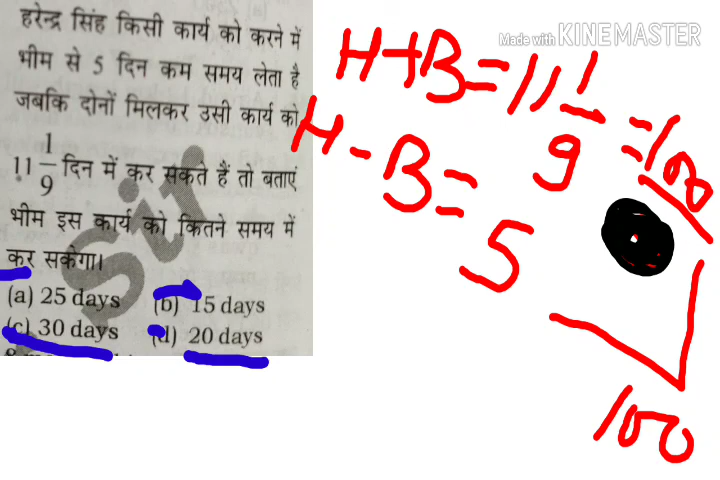 हरेन्द्र सिंह किसी कार्य को करने में
भीम से 5 दिन कम समय लेता है
जबकि दोनों मिलकर उसी कार्य को
11 1/9 दिन में कर सकते हैं तो बताएं
भीम इस कार्य को कितने समय में
कर सकेगा।
(a) 25 days (b) 15 days
(c) 30 days (d) 20 days
Sir
Made with KINEMASTER
H+B=11 1/9 =100
H-B=5
100